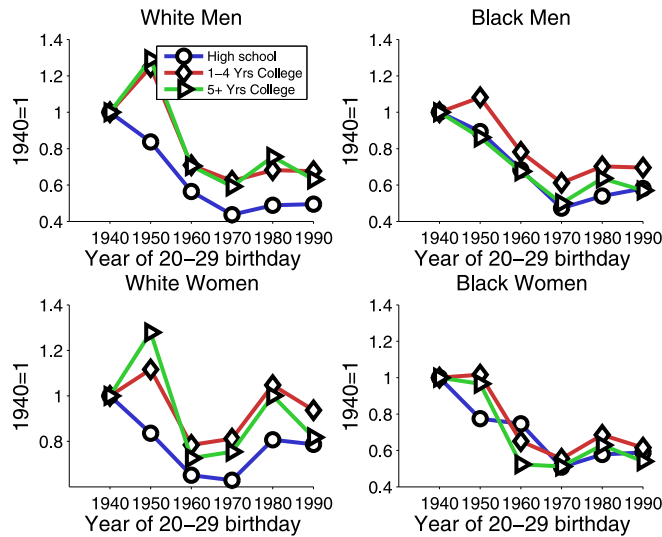 White Men
1940=1
1.4
1.2
1
0.8
0.6
0.4
High school
1−4 Yrs College
5+ Yrs College
1940 1950 1960 1970 1980 1990
Year of 20−29 birthday
Black Men
1940=1
1.4
1.2
1
0.8
0.6
0.4
1940 1950 1960 1970 1980 1990
Year of 20−29 birthday
White Women
1940=1
1.4
1.2
1
0.8
1940 1950 1960 1970 1980 1990
Year of 20−29 birthday
Black Women
1940=1
1.4
1.2
1
0.8
0.6
0.4
1940 1950 1960 1970 1980 1990
Year of 20−29 birthday